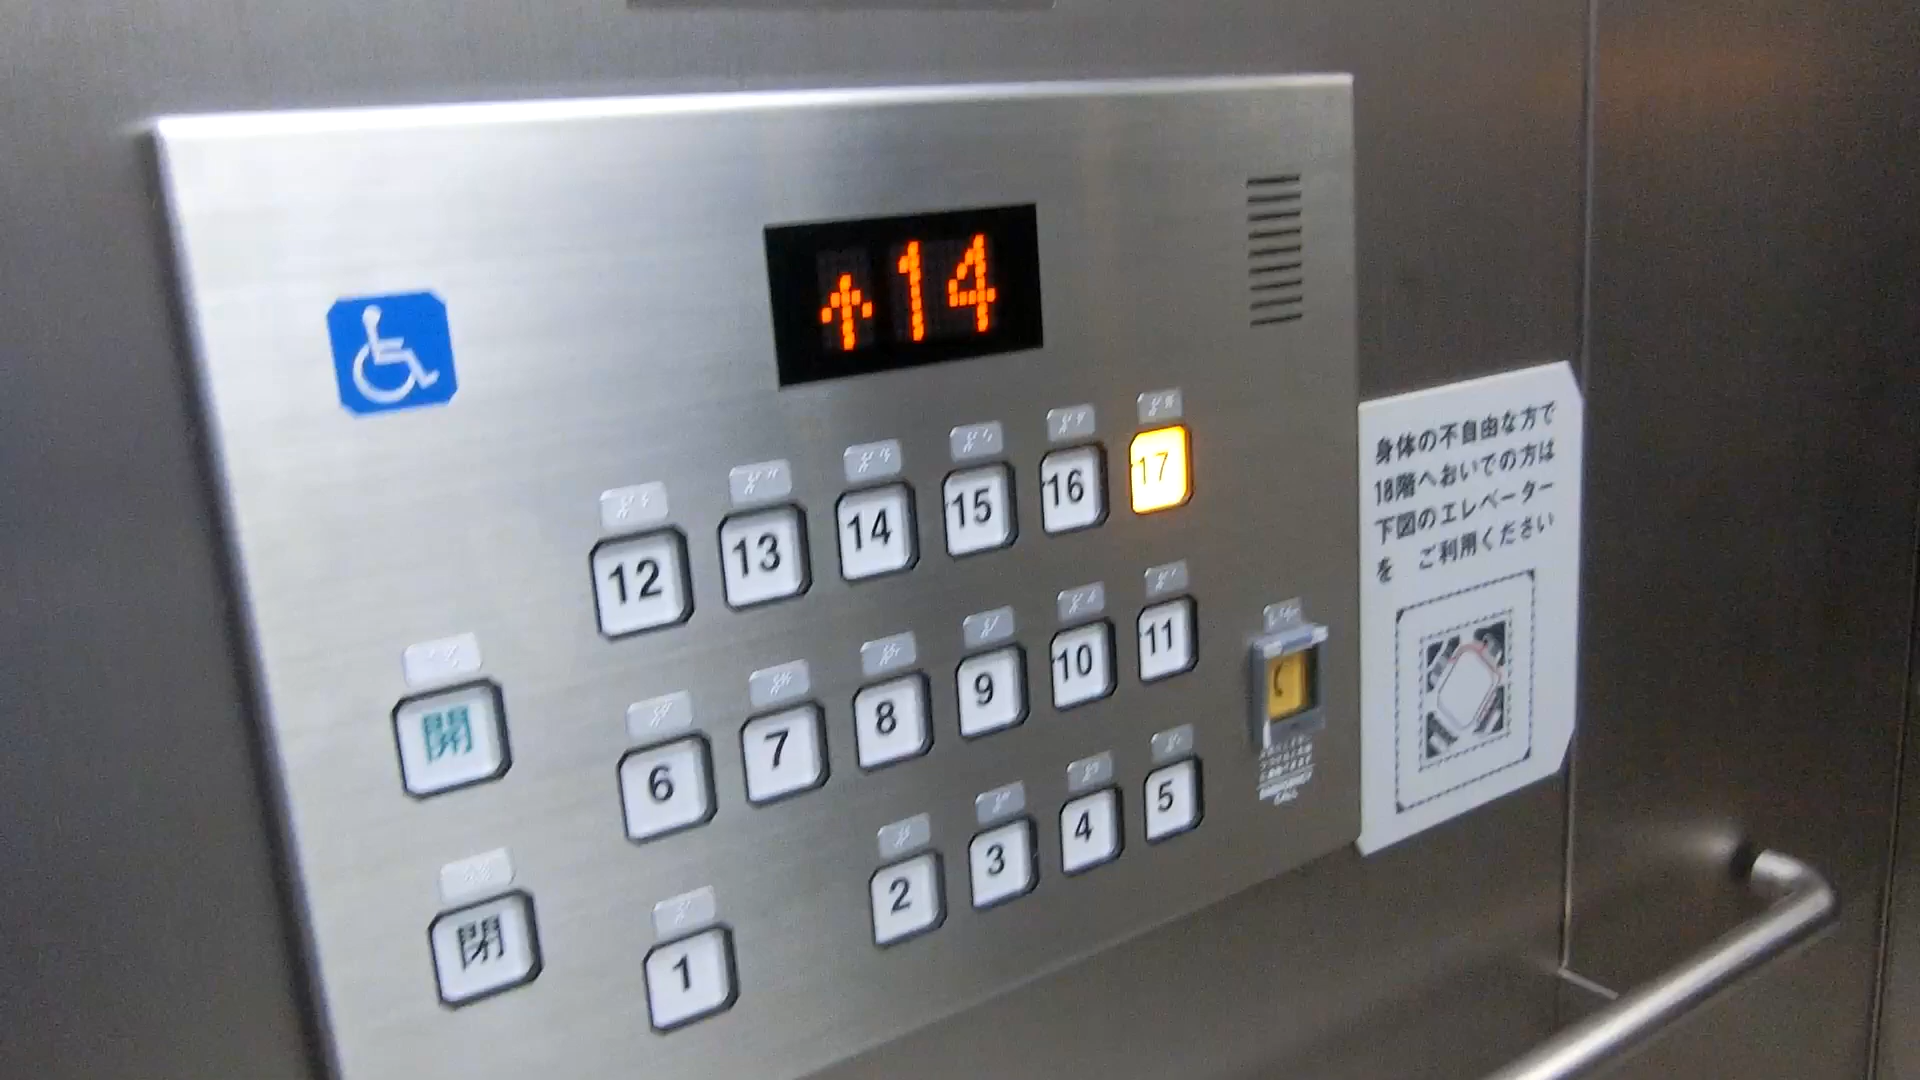 ↑14
12 13 14 15 16 17
開 6 7 8 9 10 11
閉 1 2 3 4 5
EMERGENCY
CALL
身体の不自由な方で
18階へおいでの方は
下図のエレベーター
を ご利用ください